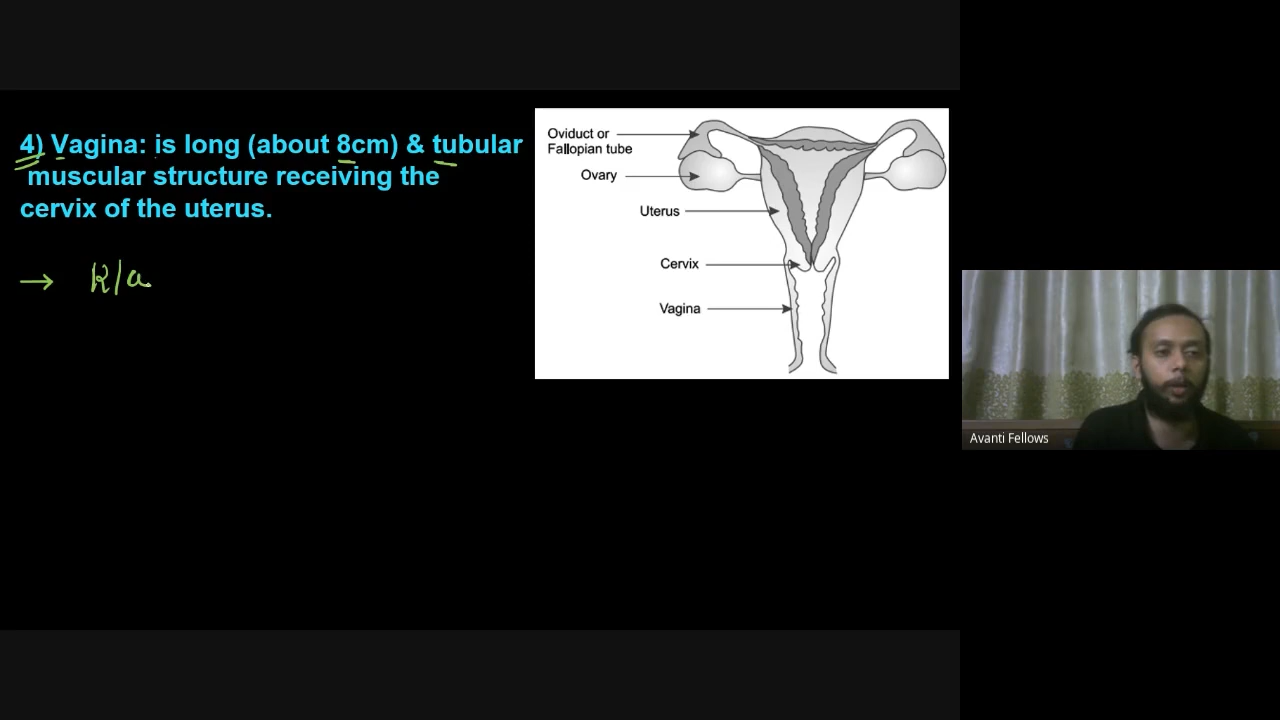 4) Vagina: is long (about 8cm) & tubular
muscular structure receiving the
cervix of the uterus.
→ K/a
Oviduct or
Fallopian tube
Ovary
Uterus
Cervix
Vagina
Avanti Fellows